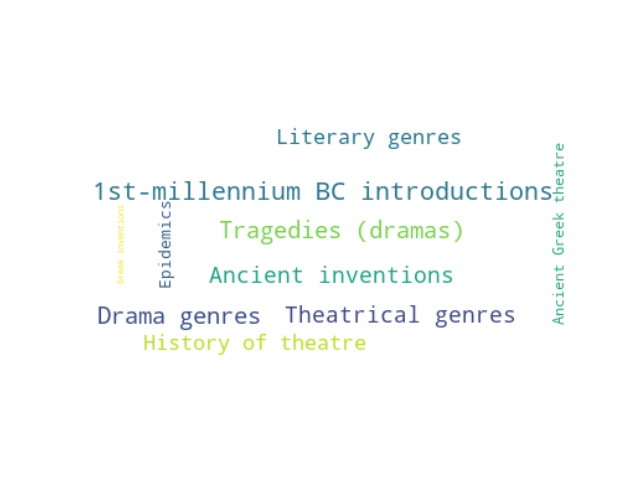 Literary genres
1st-millennium BC introductions
Ancient Greek theatre
Greek inventions
Epidemics
Tragedies (dramas)
Ancient inventions
Drama genres
Theatrical genres
History of theatre